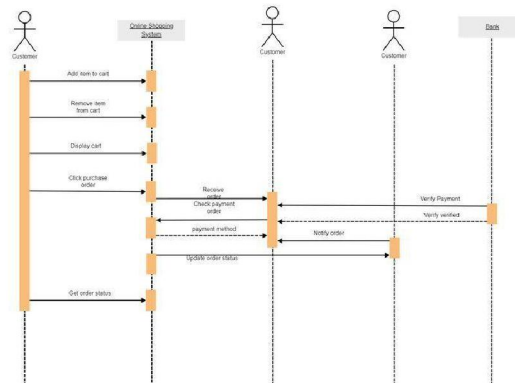 Online Shopping
System
Bank
Customer
Customer
Customer
Add item to cart
Remove item
from cart
Display cart
Click purchase
order
Receive
order
Check payment
order
payment method
Verify Payment
Verify verified
Notify order
Update order status
Get order status